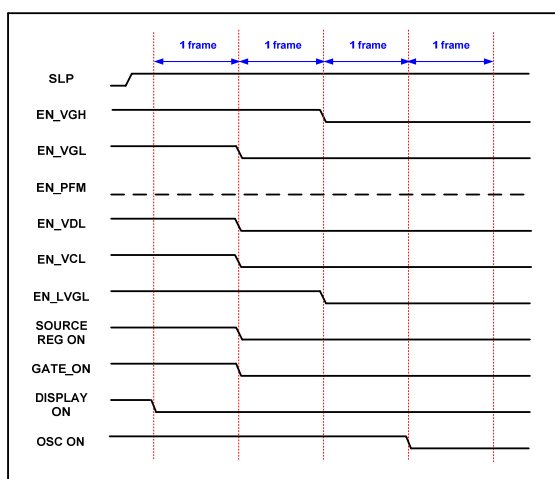 1 frame 1 frame 1 frame 1 frame
SLP
EN_VGH
EN_VGL
EN_PFM
EN_VDL
EN_VCL
EN_LVGL
SOURCE
REG ON
GATE_ON
DISPLAY
ON
OSC ON